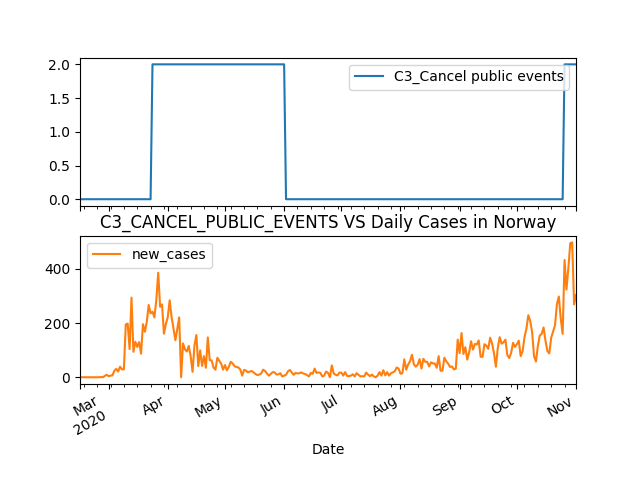 2.0
C3_Cancel public events
1.5
1.0
0.5
0.0
C3_CANCEL_PUBLIC_EVENTS VS Daily Cases in Norway
new_cases
400
200
0
Mar Apr May Jun Jul Aug Sep Oct Nov
2020
Date